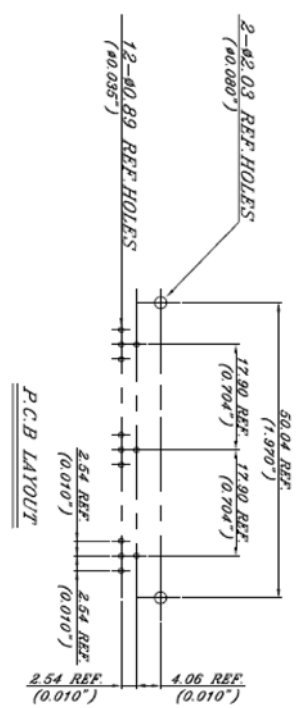 2-ø2.03 REF.HOLES
(ø0.080")
12-ø0.89 REF.HOLES
(ø0.035")
50.04 REF.
(1.970")
17.90 REF.
(0.704")
17.90 REF.
(0.704")
2.54 REF.
(0.010")
2.54 REF.
(0.010")
2.54 REF.
(0.010")
4.06 REF.
(0.010")
P.C.B LAYOUT